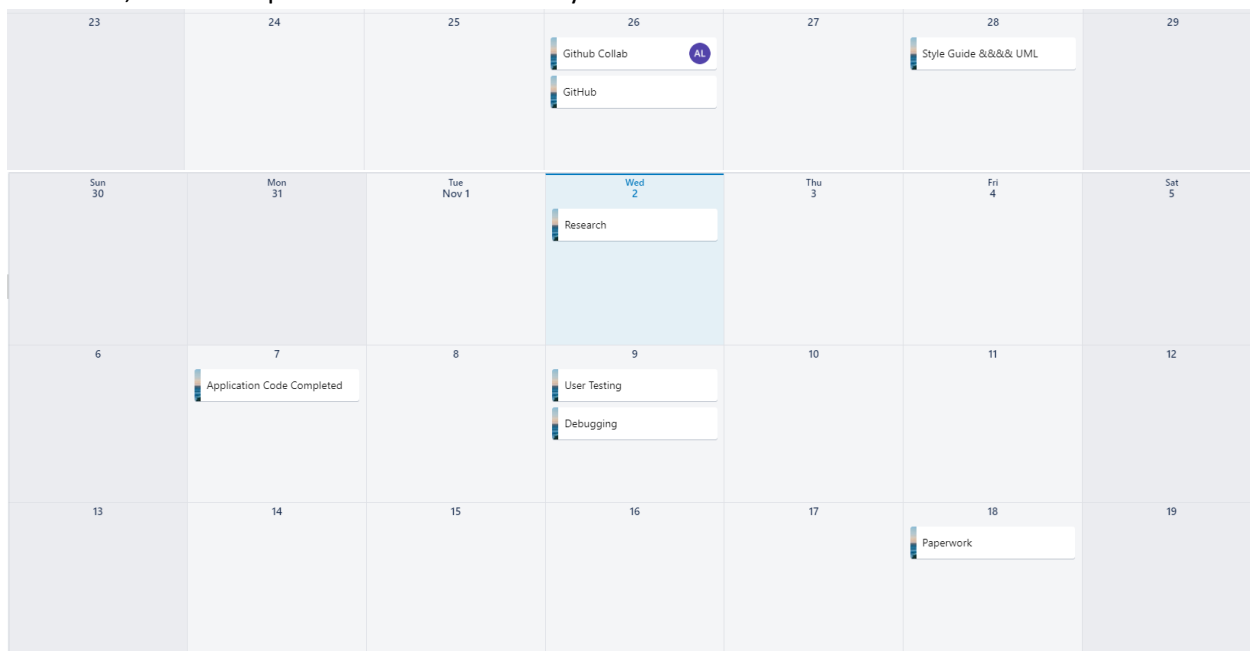 23 24 25 26 27 28 29
Github Collab AL Style Guide &&&& UML
GitHub
Sun Mon Tue Wed Thu Fri Sat
30 31 Nov 1 2 3 4 5
Research
6 7 8 9 10 11 12
Application Code Completed User Testing
Debugging
13 14 15 16 17 18 19
Paperwork